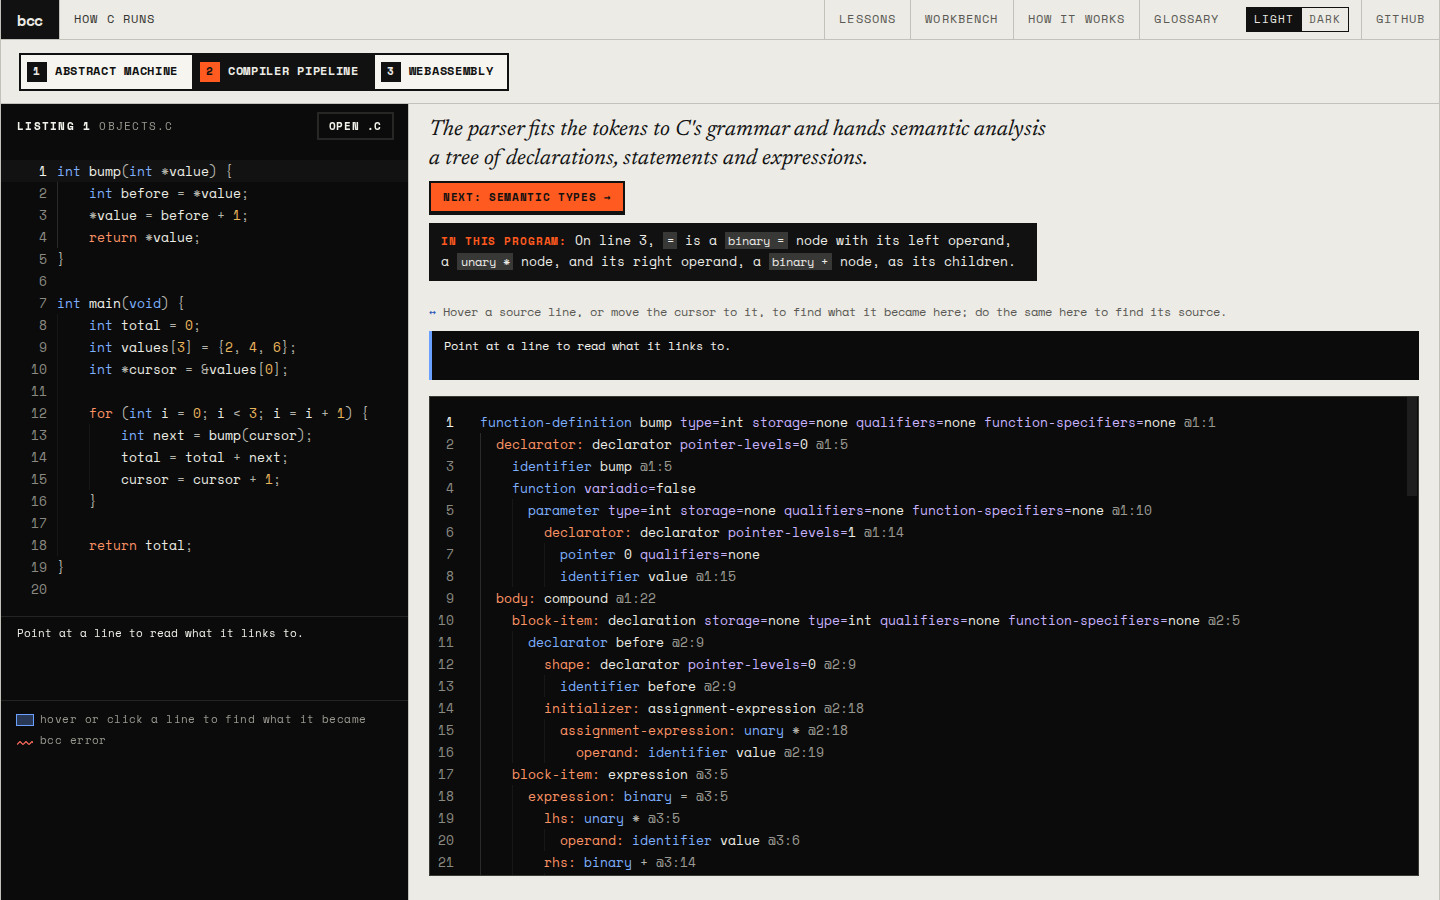 bcc HOW C RUNS LESSONS WORKBENCH HOW IT WORKS GLOSSARY LIGHT DARK GITHUB
1 ABSTRACT MACHINE 2 COMPILER PIPELINE 3 WEBASSEMBLY
LISTING 1 OBJECTS.C OPEN .C
1 int bump(int *value) {
2 int before = *value;
3 *value = before + 1;
4 return *value;
5 }
6
7 int main(void) {
8 int total = 0;
9 int values[3] = {2, 4, 6};
10 int *cursor = &values[0];
11
12 for (int i = 0; i < 3; i = i + 1) {
13 int next = bump(cursor);
14 total = total + next;
15 cursor = cursor + 1;
16 }
17
18 return total;
19 }
20
Point at a line to read what it links to.
hover or click a line to find what it became
bcc error
The parser fits the tokens to C's grammar and hands semantic analysis
a tree of declarations, statements and expressions.
NEXT: SEMANTIC TYPES →
IN THIS PROGRAM: On line 3, = is a binary = node with its left operand,
a unary * node, and its right operand, a binary + node, as its children.
↔ Hover a source line, or move the cursor to it, to find what it became here; do the same here to find its source.
Point at a line to read what it links to.
1 function-definition bump type=int storage=none qualifiers=none function-specifiers=none @1:1
2 declarator: declarator pointer-levels=0 @1:5
3 identifier bump @1:5
4 function variadic=false
5 parameter type=int storage=none qualifiers=none function-specifiers=none @1:10
6 declarator: declarator pointer-levels=1 @1:14
7 pointer 0 qualifiers=none
8 identifier value @1:15
9 body: compound @1:22
10 block-item: declaration storage=none type=int qualifiers=none function-specifiers=none @2:5
11 declarator before @2:9
12 shape: declarator pointer-levels=0 @2:9
13 identifier before @2:9
14 initializer: assignment-expression @2:18
15 assignment-expression: unary * @2:18
16 operand: identifier value @2:19
17 block-item: expression @3:5
18 expression: binary = @3:5
19 lhs: unary * @3:5
20 operand: identifier value @3:6
21 rhs: binary + @3:14